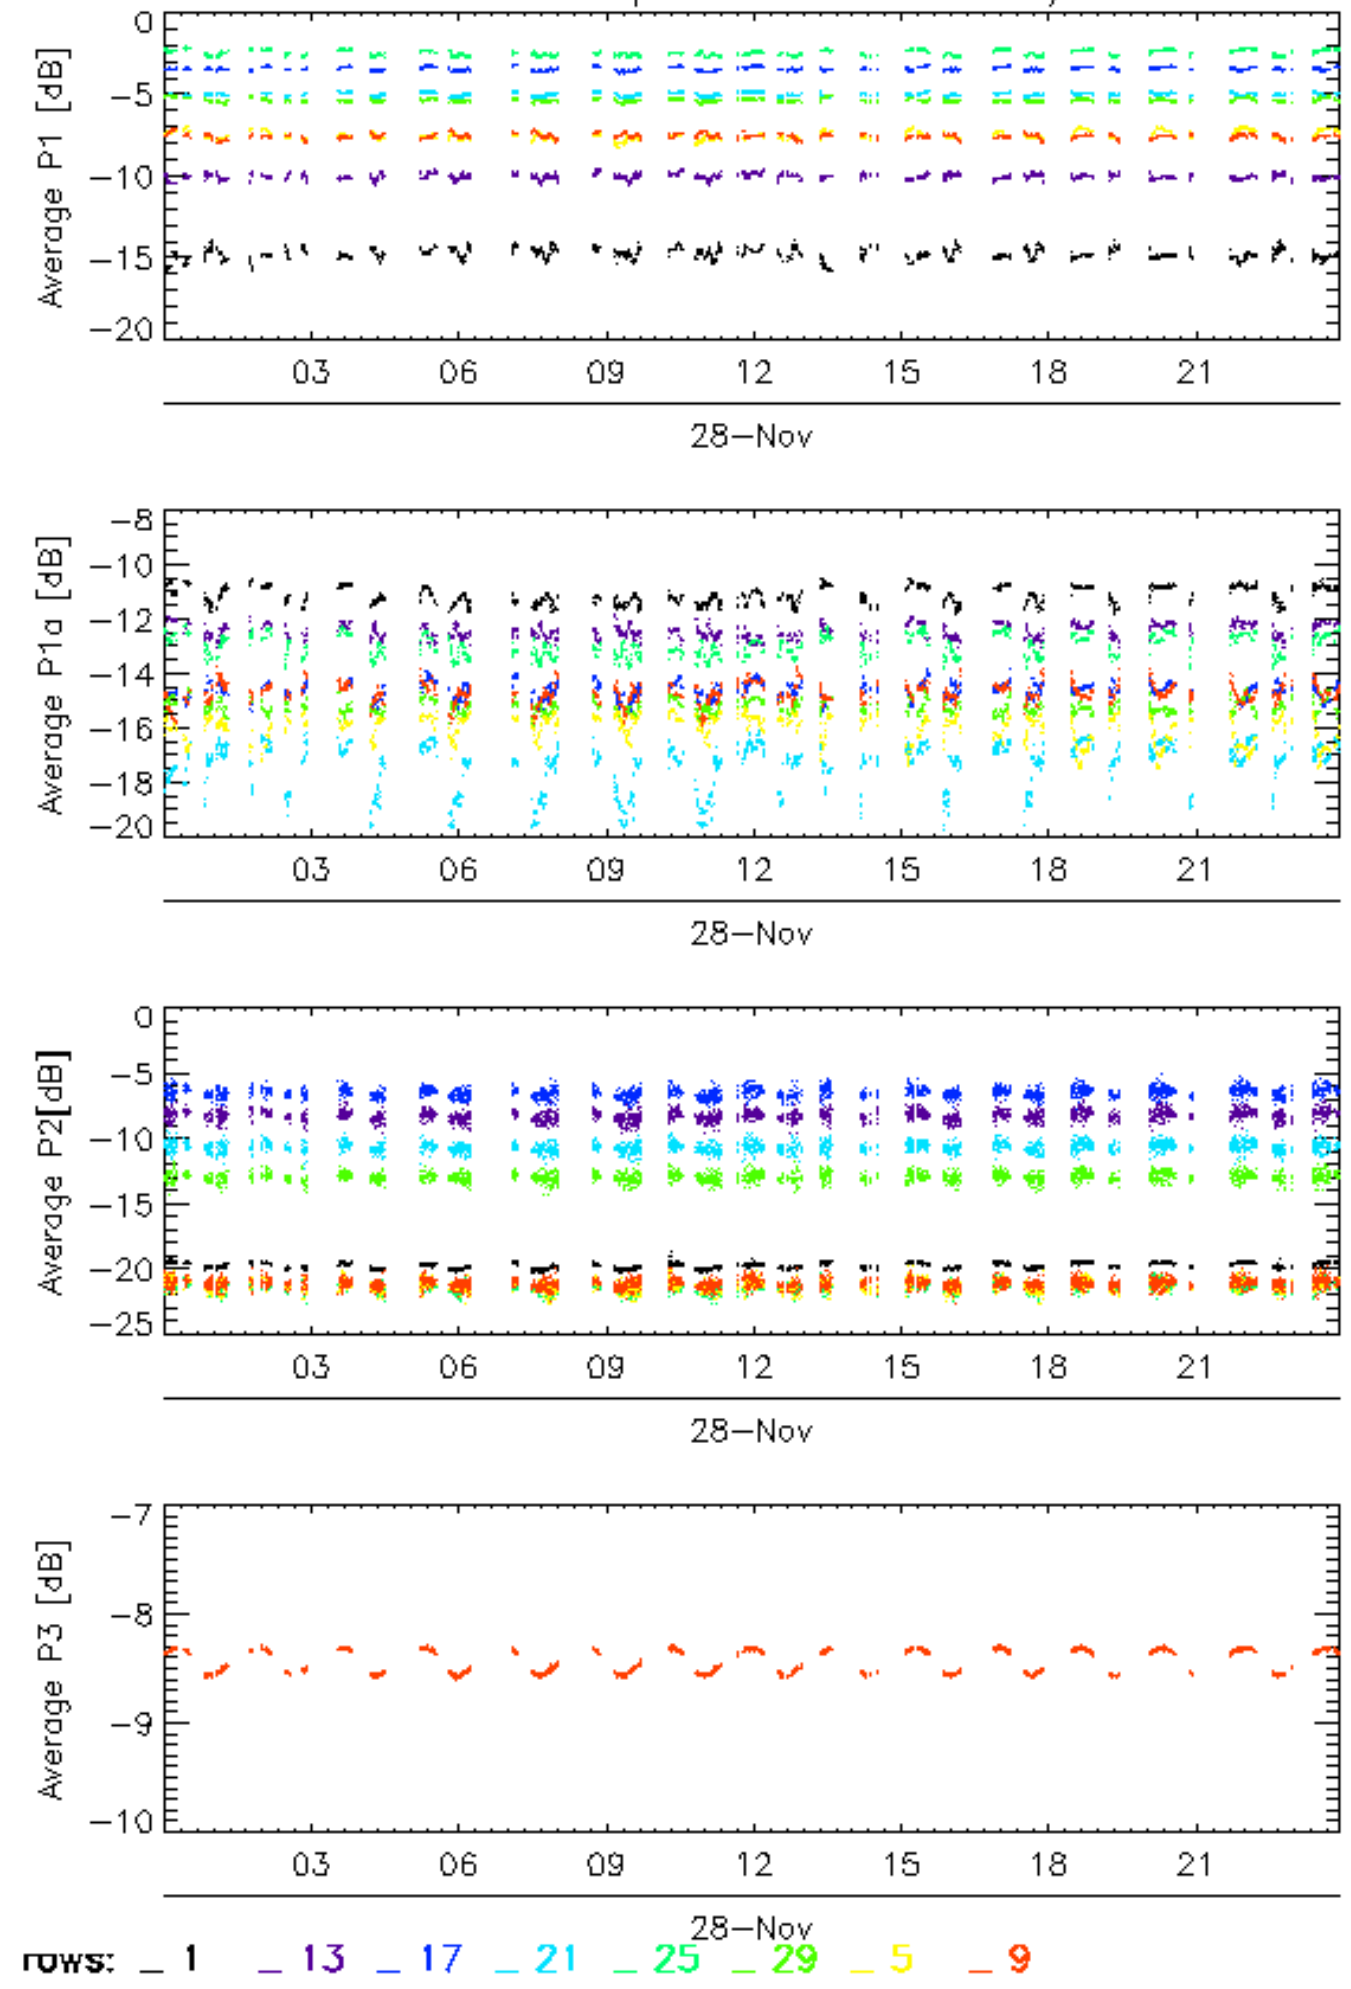 0
−5
−10
−15
−20
Average P1 [dB]
03 06 09 12 15 18 21
28−Nov
−8
−10
−12
−14
−16
−18
−20
Average P1a [dB]
03 06 09 12 15 18 21
28−Nov
0
−5
−10
−15
−20
−25
Average P2[dB]
03 06 09 12 15 18 21
28−Nov
−7
−8
−9
−10
Average P3 [dB]
03 06 09 12 15 18 21
28−Nov
rows: _ 1 _ 13 _ 17 _ 21 _ 25 _ 29 _ 5 _ 9